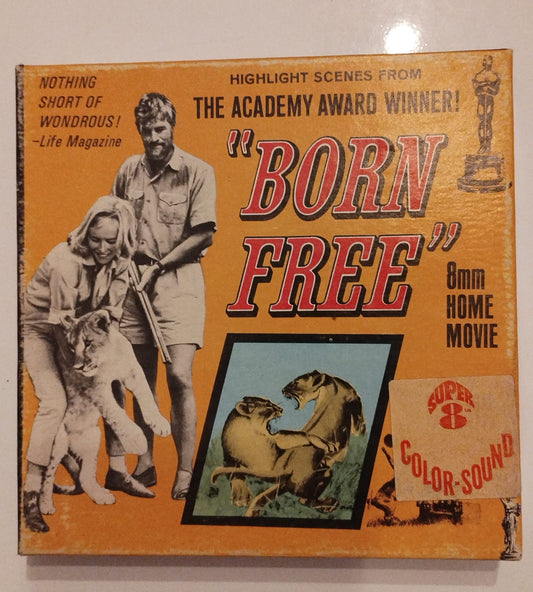 NOTHING
SHORT OF
WONDROUS!
-Life Magazine
HIGHLIGHT SCENES FROM
THE ACADEMY AWARD WINNER!
"BORN
FREE"
8mm
HOME
MOVIE
SUPER
8
COLOR-SOUND